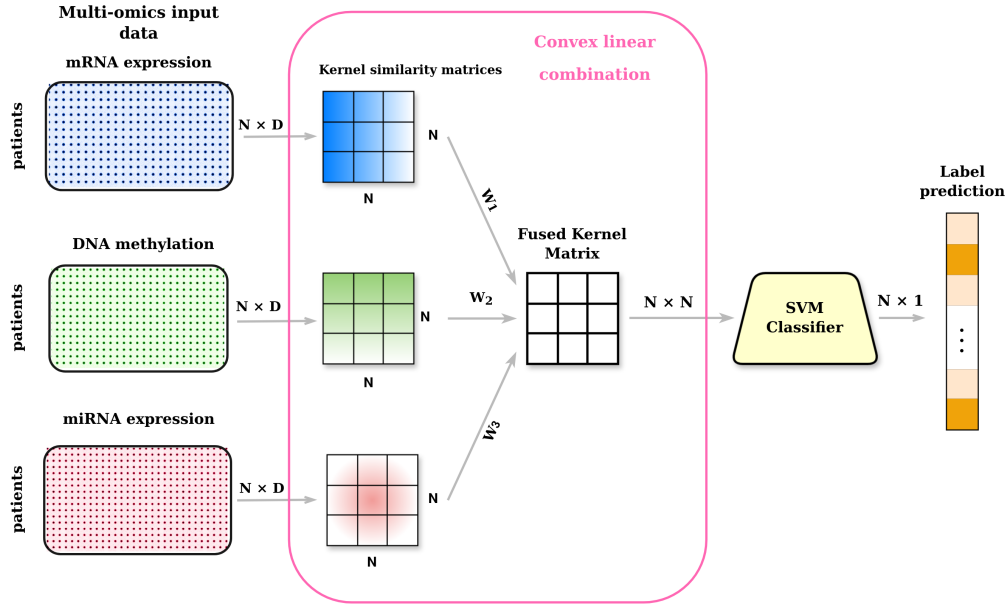 Multi-omics input
data
mRNA expression
patients
N × D
DNA methylation
patients
N × D
miRNA expression
patients
N × D
Convex linear
combination
Kernel similarity matrices
N
N
W1
N
N
W2
N
N
W3
Fused Kernel
Matrix
N × N
SVM
Classifier
N × 1
Label
prediction